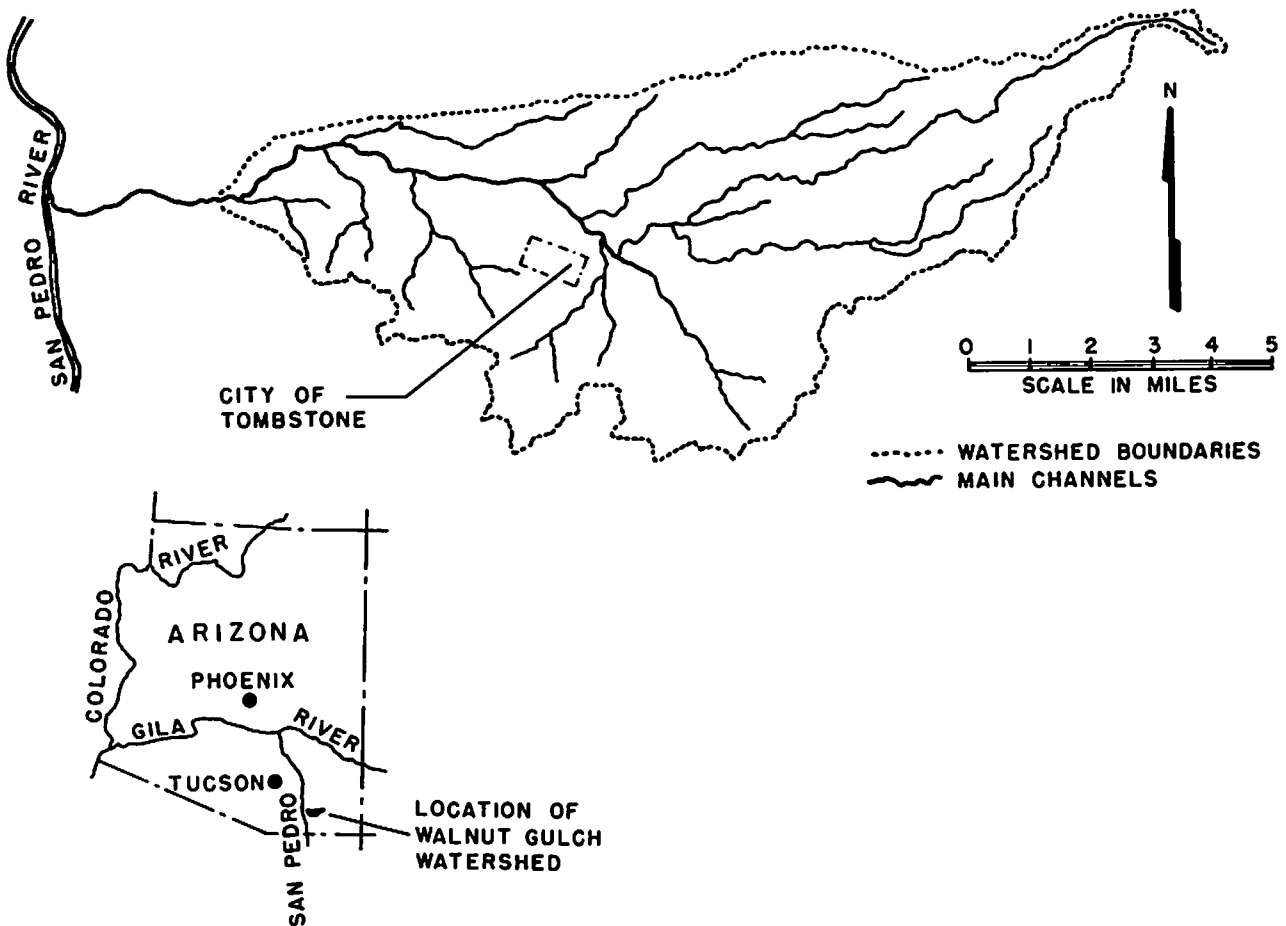 SAN PEDRO RIVER
N
CITY OF
TOMBSTONE
0 1 2 3 4 5
SCALE IN MILES
WATERSHED BOUNDARIES
MAIN CHANNELS
RIVER
COLORADO
ARIZONA
PHOENIX
GILA RIVER
TUCSON
SAN PEDRO
LOCATION OF
WALNUT GULCH
WATERSHED